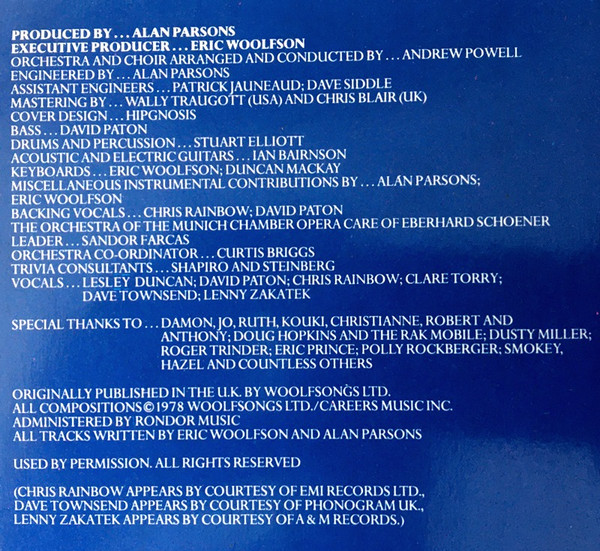 PRODUCED BY... ALAN PARSONS
EXECUTIVE PRODUCER... ERIC WOOLFSON
ORCHESTRA AND CHOIR ARRANGED AND CONDUCTED BY... ANDREW POWELL
ENGINEERED BY... ALAN PARSONS
ASSISTANT ENGINEERS... PATRICK JAUNEAUD; DAVE SIDDLE
MASTERING BY... WALLY TRAUGOTT (USA) AND CHRIS BLAIR (UK)
COVER DESIGN... HIPGNOSIS
BASS... DAVID PATON
DRUMS AND PERCUSSION... STUART ELLIOTT
ACOUSTIC AND ELECTRIC GUITARS... IAN BAIRNSON
KEYBOARDS... ERIC WOOLFSON; DUNCAN MACKAY
MISCELLANEOUS INSTRUMENTAL CONTRIBUTIONS BY... ALAN PARSONS;
ERIC WOOLFSON
BACKING VOCALS... CHRIS RAINBOW; DAVID PATON
THE ORCHESTRA OF THE MUNICH CHAMBER OPERA CARE OF EBERHARD SCHOENER
LEADER... SANDOR FARCAS
ORCHESTRA CO-ORDINATOR... CURTIS BRIGGS
TRIVIA CONSULTANTS... SHAPIRO AND STEINBERG
VOCALS... LESLEY DUNCAN; DAVID PATON; CHRIS RAINBOW; CLARE TORRY;
DAVE TOWNSEND; LENNY ZAKATEK
SPECIAL THANKS TO... DAMON, JO, RUTH, KOUKI, CHRISTIANNE, ROBERT AND
ANTHONY; DOUG HOPKINS AND THE RAK MOBILE; DUSTY MILLER;
ROGER TRINDER; ERIC PRINCE; POLLY ROCKBERGER; SMOKEY,
HAZEL AND COUNTLESS OTHERS
ORIGINALLY PUBLISHED IN THE U.K. BY WOOLFSONGS LTD.
ALL COMPOSITIONS © 1978 WOOLFSONGS LTD./CAREERS MUSIC INC.
ADMINISTERED BY RONDOR MUSIC
ALL TRACKS WRITTEN BY ERIC WOOLFSON AND ALAN PARSONS
USED BY PERMISSION. ALL RIGHTS RESERVED
(CHRIS RAINBOW APPEARS BY COURTESY OF EMI RECORDS LTD.,
DAVE TOWNSEND APPEARS BY COURTESY OF PHONOGRAM UK.,
LENNY ZAKATEK APPEARS BY COURTESY OF A & M RECORDS.)